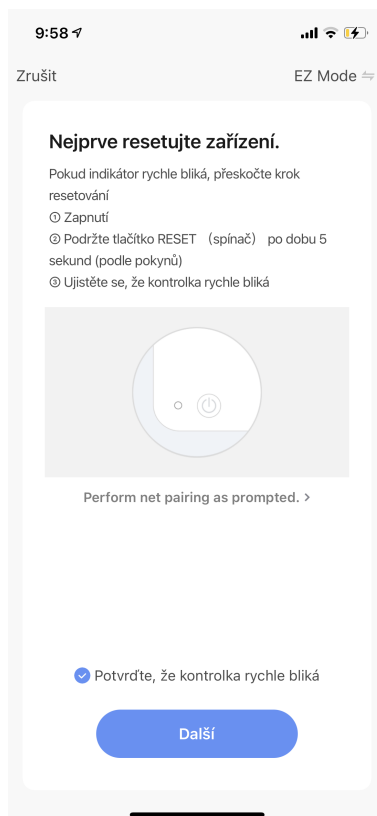 9:58
Zrušit EZ Mode
Nejprve resetujte zařízení.
Pokud indikátor rychle bliká, přeskočte krok
resetování
① Zapnutí
② Podržte tlačítko RESET （spínač） po dobu 5
sekund (podle pokynů)
③ Ujistěte se, že kontrolka rychle bliká
Perform net pairing as prompted. >
Potvrďte, že kontrolka rychle bliká
Další